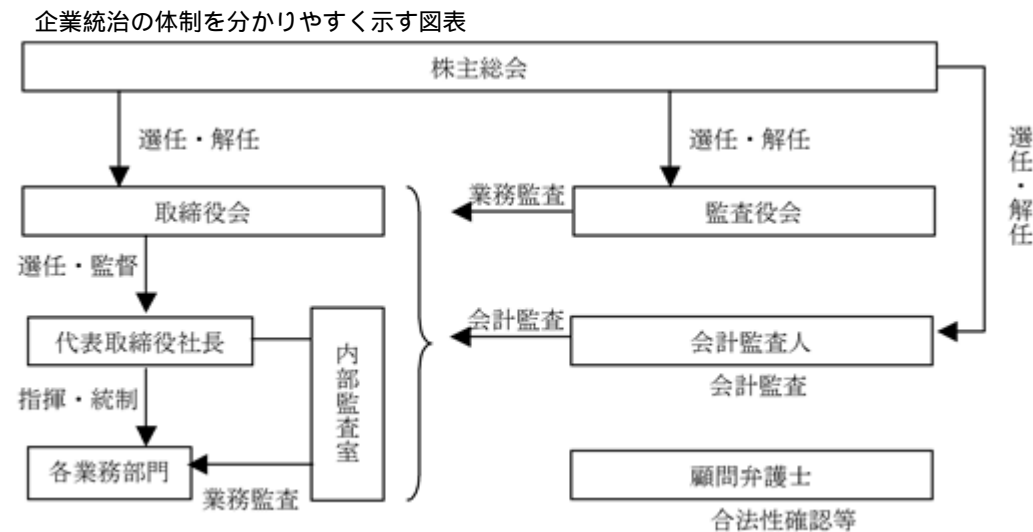 企業統治の体制を分かりやすく示す図表
株主総会
選任・解任
選任・解任
選任・解任
取締役会
業務監査
監査役会
選任・監督
代表取締役社長
内部監査室
会計監査
会計監査人
会計監査
指揮・統制
各業務部門
業務監査
顧問弁護士
合法性確認等